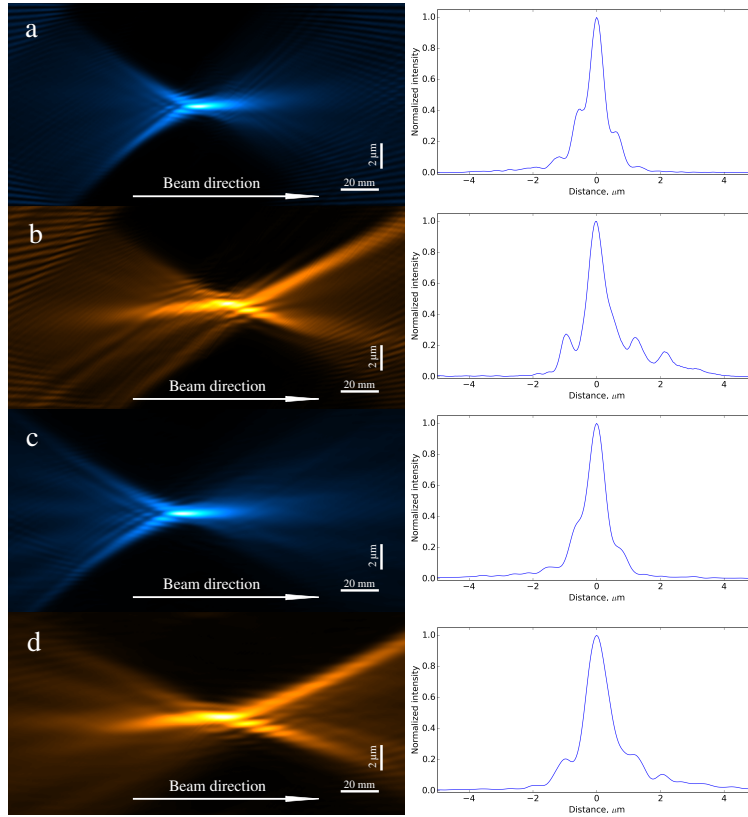 a
2 μm
20 mm
Beam direction
1.0
0.8
0.6
0.4
0.2
0.0
−4
−2
0
2
4
Normalized intensity
Distance, μm
b
2 μm
20 mm
Beam direction
1.0
0.8
0.6
0.4
0.2
0.0
−4
−2
0
2
4
Normalized intensity
Distance, μm
c
2 μm
20 mm
Beam direction
1.0
0.8
0.6
0.4
0.2
0.0
−4
−2
0
2
4
Normalized intensity
Distance, μm
d
2 μm
20 mm
Beam direction
1.0
0.8
0.6
0.4
0.2
0.0
−4
−2
0
2
4
Normalized intensity
Distance, μm